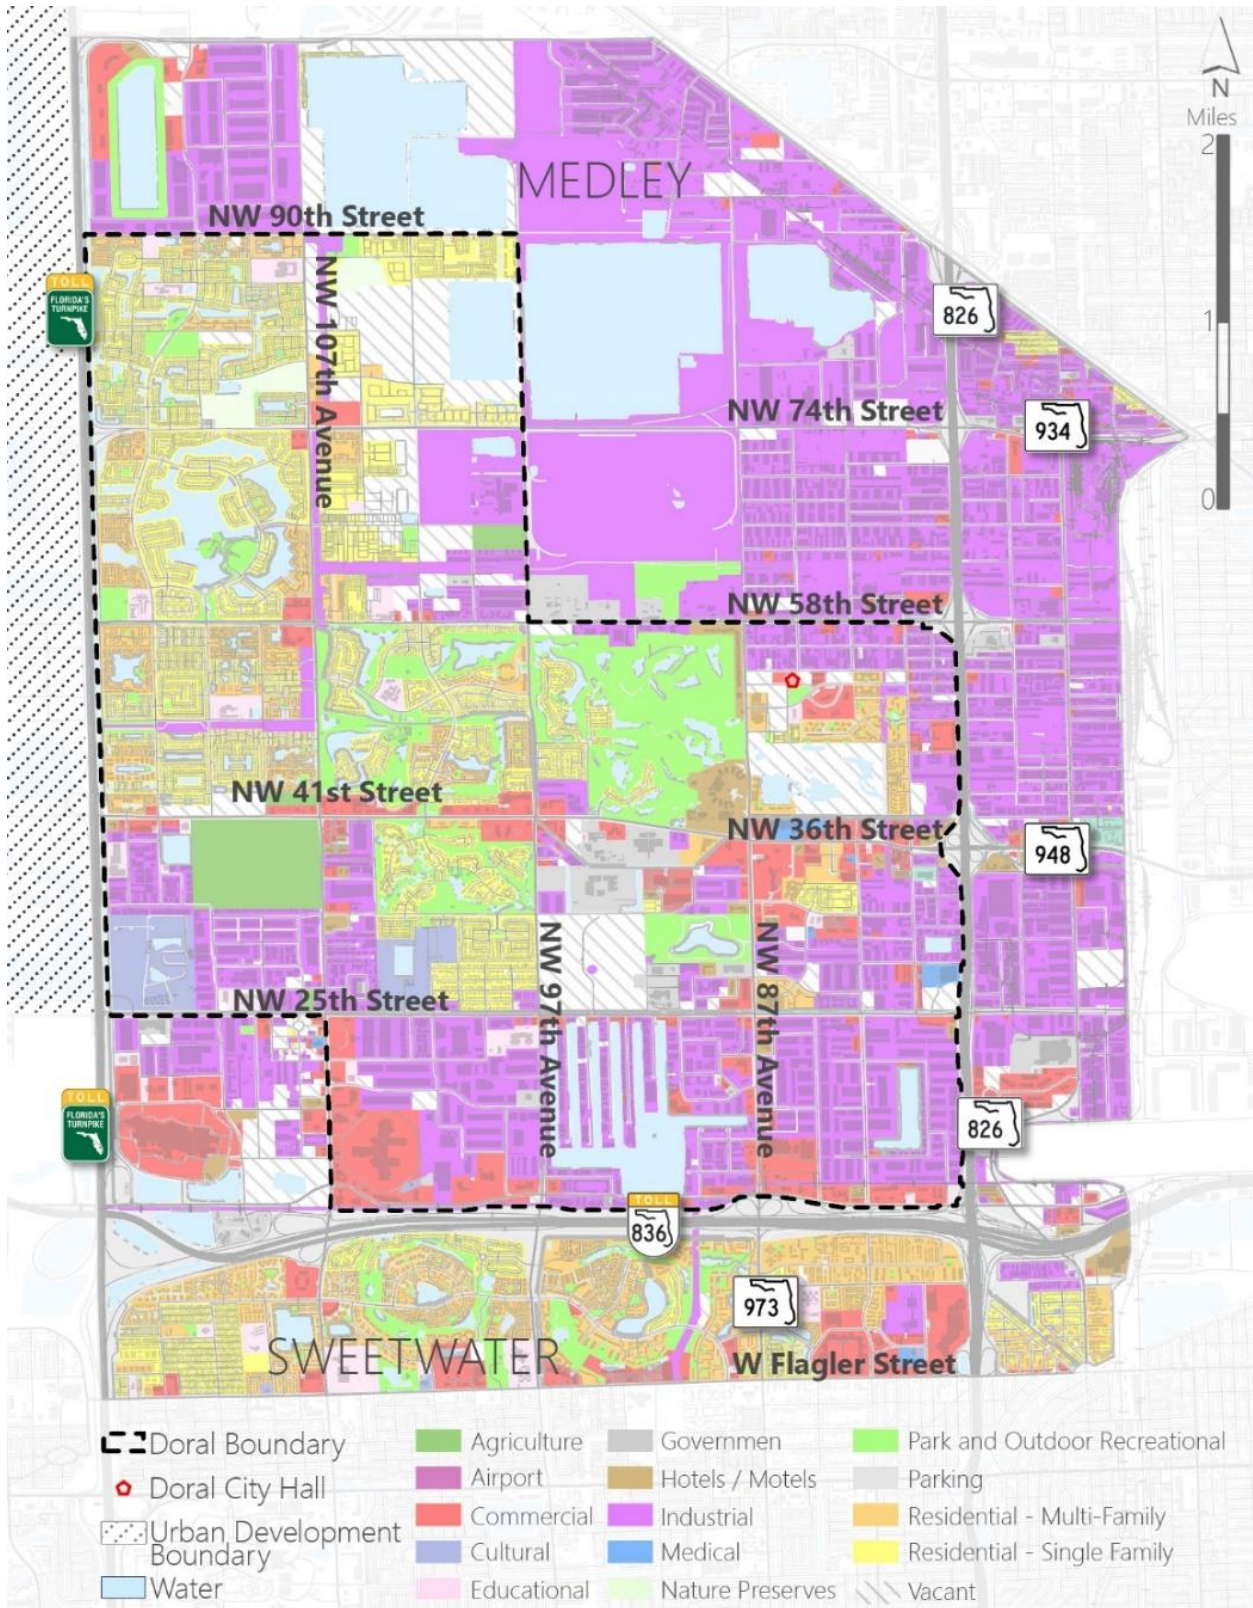 N
Miles
2
MEDLEY
NW 90th Street
TOLL
FLORIDA'S
TURNPIKE
NW 107th Avenue
826
1
NW 74th Street
934
0
NW 58th Street
NW 41st Street
NW 36th Street
948
NW 97th Avenue
NW 87th Avenue
NW 25th Street
TOLL
FLORIDA'S
TURNPIKE
826
TOLL
836
973
SWEETWATER
W Flagler Street
Doral Boundary
Doral City Hall
Urban Development
Boundary
Water
Agriculture
Airport
Commercial
Cultural
Educational
Governmen
Hotels / Motels
Industrial
Medical
Nature Preserves
Park and Outdoor Recreational
Parking
Residential - Multi-Family
Residential - Single Family
Vacant